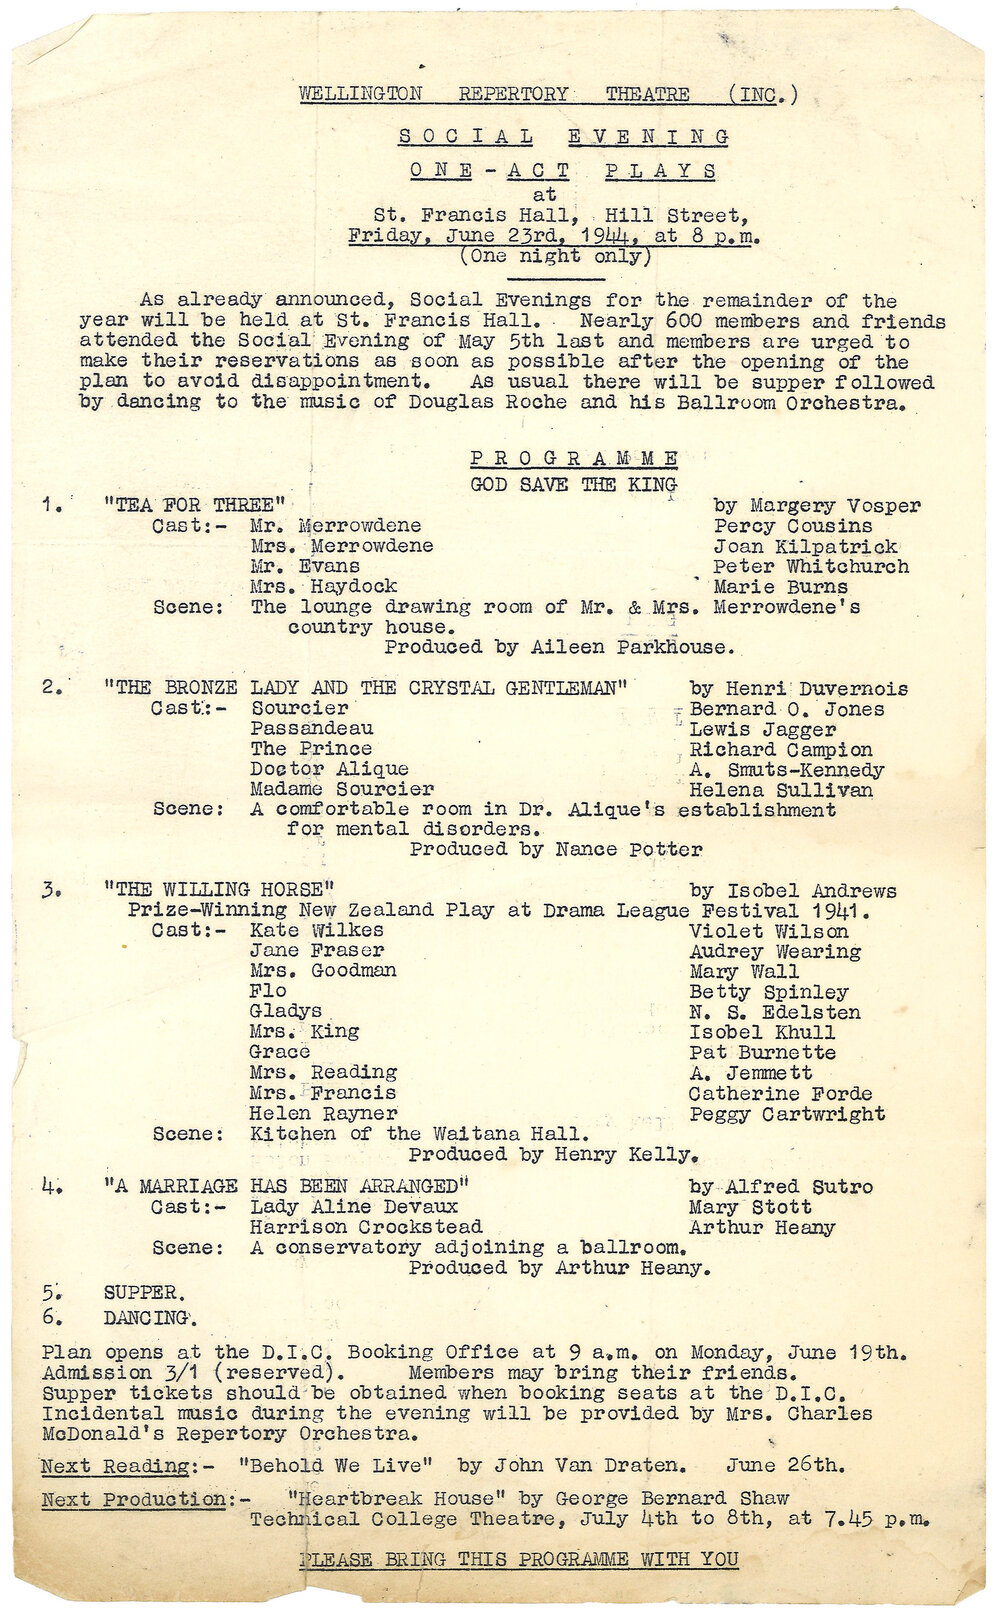 WELLINGTON REPERTORY THEATRE (INC.)
SOCIAL EVENING
ONE-ACT PLAYS
at
St. Francis Hall, Hill Street,
Friday, June 23rd, 1944, at 8 p.m.
(One night only)
As already announced, Social Evenings for the remainder of the
year will be held at St. Francis Hall. Nearly 600 members and friends
attended the Social Evening of May 5th last and members are urged to
make their reservations as soon as possible after the opening of the
plan to avoid disappointment. As usual there will be supper followed
by dancing to the music of Douglas Roche and his Ballroom Orchestra.
PROGRAMME
GOD SAVE THE KING
1. "TEA FOR THREE" by Margery Vosper
Cast:- Mr. Merrowdene Percy Cousins
Mrs. Merrowdene Joan Kilpatrick
Mr. Evans Peter Whitchurch
Mrs. Haydock Marie Burns
Scene: The lounge drawing room of Mr. & Mrs. Merrowdene's
country house.
Produced by Aileen Parkhouse.
2. "THE BRONZE LADY AND THE CRYSTAL GENTLEMAN" by Henri Duvernois
Cast:- Sourcier Bernard O. Jones
Passandeau Lewis Jagger
The Prince Richard Campion
Doctor Alique A. Smuts-Kennedy
Madame Sourcier Helena Sullivan
Scene: A comfortable room in Dr. Alique's establishment
for mental disorders.
Produced by Nance Potter
3. "THE WILLING HORSE" by Isobel Andrews
Prize-Winning New Zealand Play at Drama League Festival 1941.
Cast:- Kate Wilkes Violet Wilson
Jane Fraser Audrey Wearing
Mrs. Goodman Mary Wall
Flo Betty Spinley
Gladys N. S. Edelsten
Mrs. King Isobel Khull
Grace Pat Burnette
Mrs. Reading A. Jemmett
Mrs. Francis Catherine Forde
Helen Rayner Peggy Cartwright
Scene: Kitchen of the Waitana Hall.
Produced by Henry Kelly.
4. "A MARRIAGE HAS BEEN ARRANGED" by Alfred Sutro
Cast:- Lady Aline Devaux Mary Stott
Harrison Crockstead Arthur Heany
Scene: A conservatory adjoining a ballroom.
Produced by Arthur Heany.
5. SUPPER.
6. DANCING.
Plan opens at the D.I.C. Booking Office at 9 a.m. on Monday, June 19th.
Admission 3/1 (reserved). Members may bring their friends.
Supper tickets should be obtained when booking seats at the D.I.C.
Incidental music during the evening will be provided by Mrs. Charles
McDonald's Repertory Orchestra.
Next Reading:- "Behold We Live" by John Van Draten. June 26th.
Next Production:- "Heartbreak House" by George Bernard Shaw
Technical College Theatre, July 4th to 8th, at 7.45 p.m.
PLEASE BRING THIS PROGRAMME WITH YOU